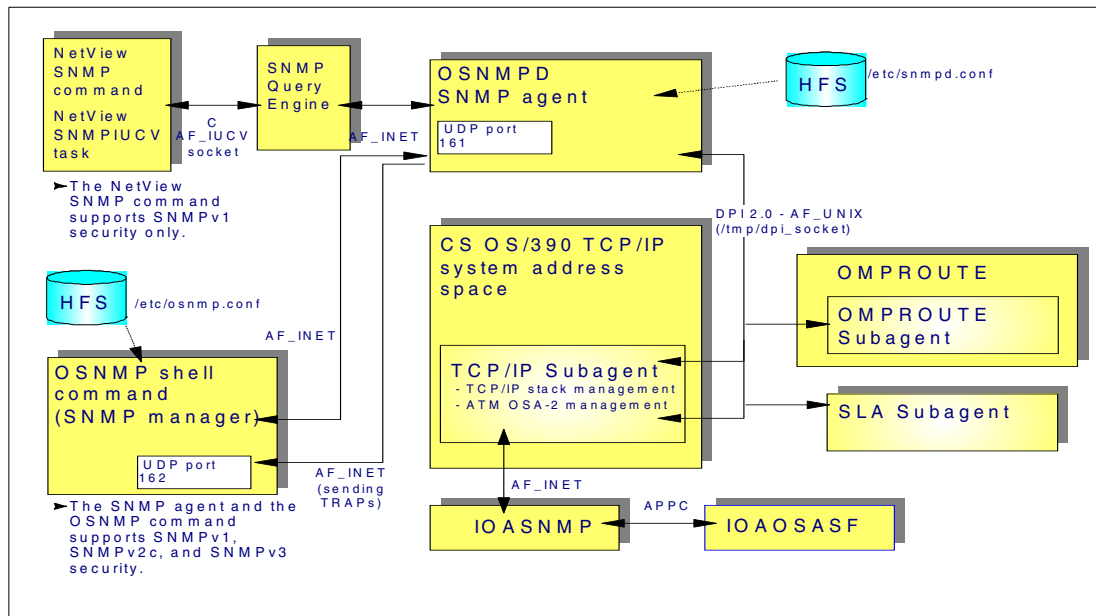 NetView
SNMP
command
NetView
SNMPIUCV
task
C
AF_IUCV
socket
SNMP
Query
Engine
AF_INET
OSNMPD
SNMP agent
UDP port
161
HFS
/etc/snmpd.conf
The NetView
SNMP command
supports SNMPv1
security only.
DPI 2.0 - AF_UNIX
(/tmp/dpi_socket)
CS OS/390 TCP/IP
system address
space
TCP/IP Subagent
- TCP/IP stack management
- ATM OSA-2 management
OMPROUTE
OMPROUTE
Subagent
SLA Subagent
HFS
/etc/osnmp.conf
AF_INET
OSNMP shell
command
(SNMP manager)
UDP port
162
AF_INET
(sending
TRAPs)
The SNMP agent and the
OSNMP command
supports SNMPv1,
SNMPv2c, and SNMPv3
security.
AF_INET
IOASNMP
APPC
IOAOSASF